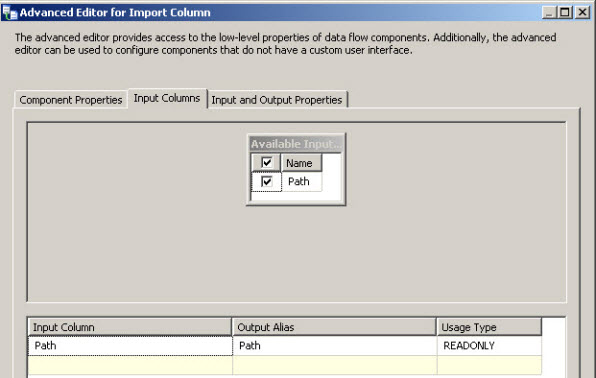 Advanced Editor for Import Column
The advanced editor provides access to the low-level properties of data flow components. Additionally, the advanced
editor can be used to configure components that do not have a custom user interface.
Component Properties Input Columns Input and Output Properties
Available Input...
Name
Path
Input Column Output Alias Usage Type
Path Path READONLY